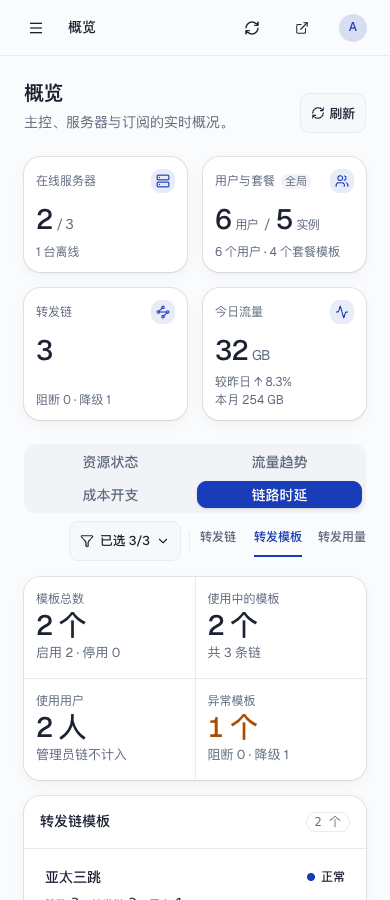 概览
A
概览
主控、服务器与订阅的实时概况。
刷新
在线服务器
2 / 3
1 台离线
用户与套餐 全局
6 用户 / 5 实例
6 个用户 · 4 个套餐模板
转发链
3
阻断 0 · 降级 1
今日流量
32 GB
较昨日 ↑ 8.3%
本月 254 GB
资源状态 流量趋势
成本开支 链路时延
已选 3/3 转发链 转发模板 转发用量
模板总数
2 个
启用 2 · 停用 0
使用中的模板
2 个
共 3 条链
使用用户
2 人
管理员链不计入
异常模板
1 个
阻断 0 · 降级 1
转发链模板 2 个
亚太三跳 正常